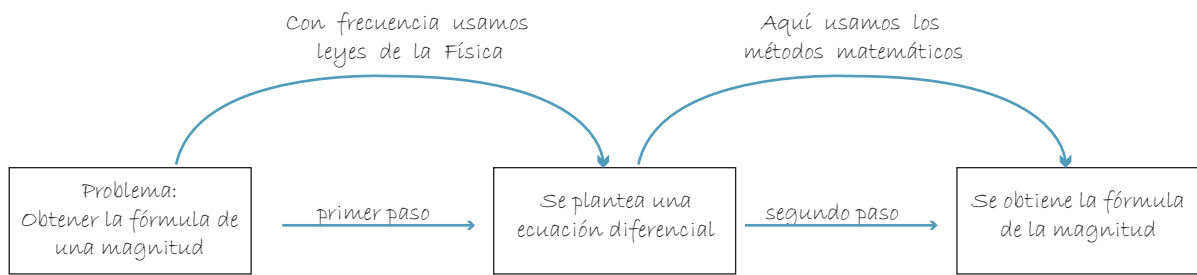 Con frecuencia usamos
leyes de la Física
Aquí usamos los
métodos matemáticos
Problema:
Obtener la fórmula de
una magnitud
primer paso
Se plantea una
ecuación diferencial
segundo paso
Se obtiene la fórmula
de la magnitud